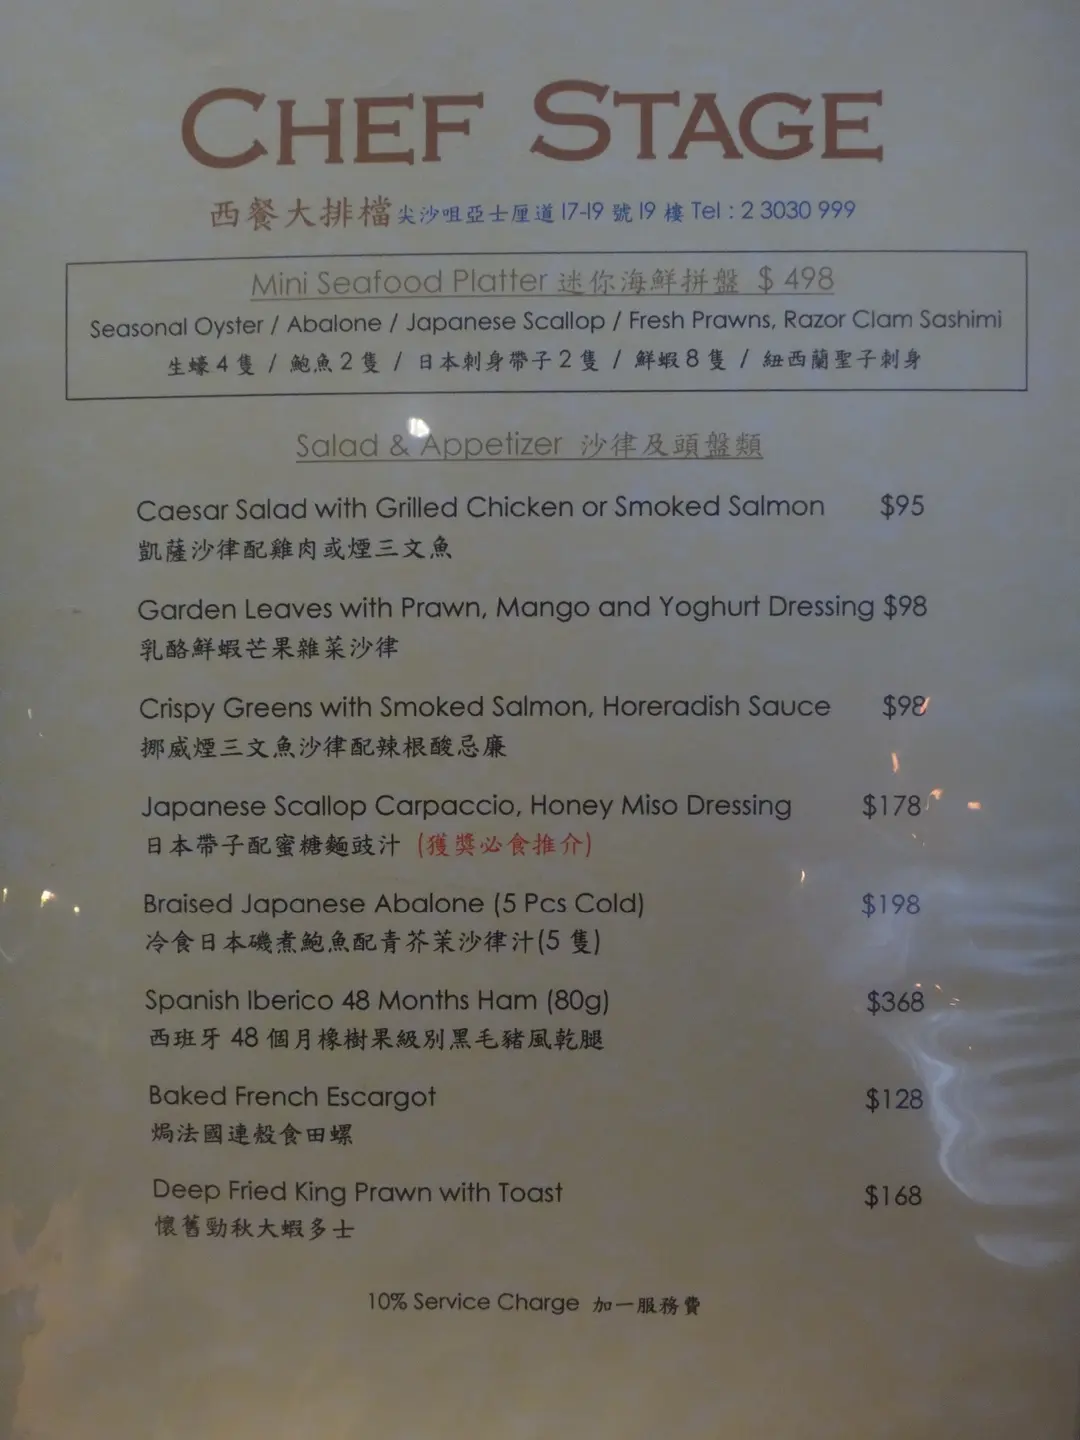 CHEF STAGE
西餐大排檔 尖沙咀亞士厘道 17-19 號 19 樓 Tel : 2 3030 999
Mini Seafood Platter 迷你海鮮拼盤 $ 498
Seasonal Oyster / Abalone / Japanese Scallop / Fresh Prawns, Razor Clam Sashimi
生蠔 4 隻 / 鮑魚 2 隻 / 日本刺身帶子 2 隻 / 鮮蝦 8 隻 / 紐西蘭聖子刺身
Salad & Appetizer 沙律及頭盤類
Caesar Salad with Grilled Chicken or Smoked Salmon $95
凱薩沙律配雞肉或煙三文魚
Garden Leaves with Prawn, Mango and Yoghurt Dressing $98
乳酪鮮蝦芒果雜菜沙律
Crispy Greens with Smoked Salmon, Horeradish Sauce $98
挪威煙三文魚沙律配辣根酸忌廉
Japanese Scallop Carpaccio, Honey Miso Dressing $178
日本帶子配蜜糖麵豉汁 (獲獎必食推介)
Braised Japanese Abalone (5 Pcs Cold) $198
冷食日本磯煮鮑魚配青芥茉沙律汁(5 隻)
Spanish Iberico 48 Months Ham (80g) $368
西班牙 48 個月橡樹果級別黑毛豬風乾腿
Baked French Escargot $128
焗法國連殼食田螺
Deep Fried King Prawn with Toast $168
懷舊勁秋大蝦多士
10% Service Charge 加一服務費